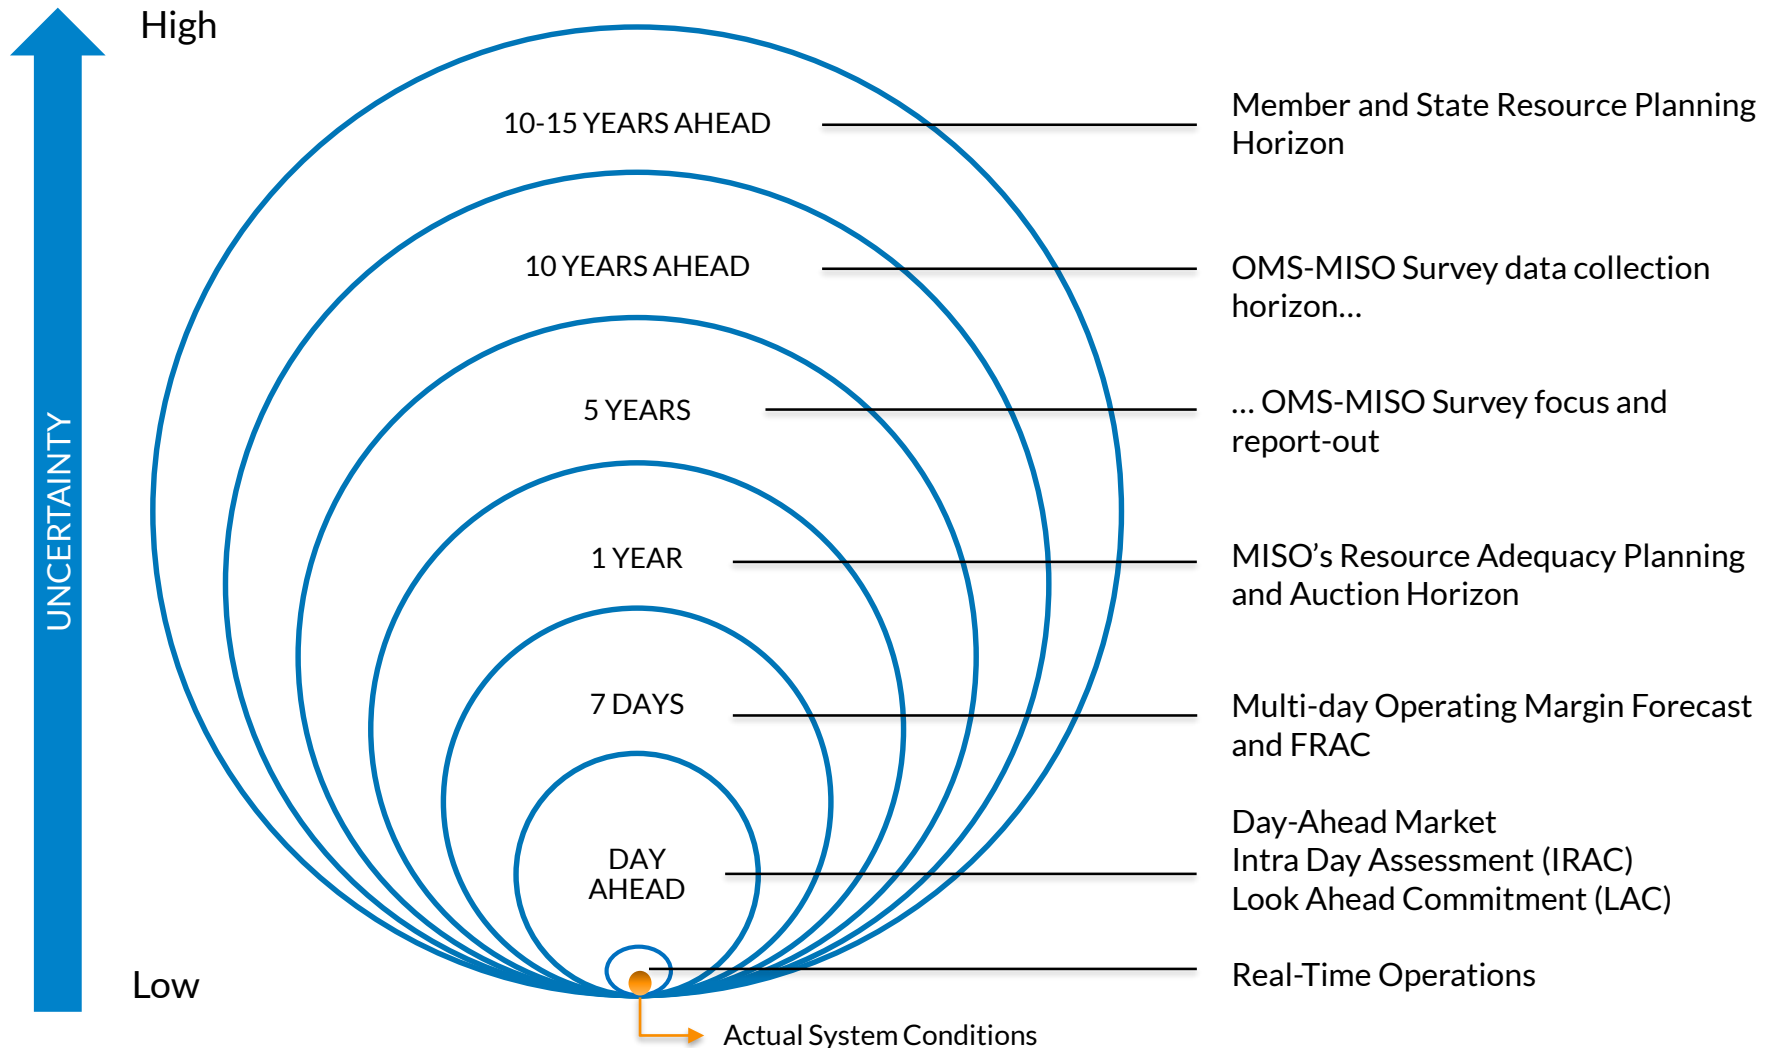 High
10-15 YEARS AHEAD
Member and State Resource Planning
Horizon
10 YEARS AHEAD
OMS-MISO Survey data collection
horizon...
5 YEARS
... OMS-MISO Survey focus and
report-out
UNCERTAINTY
1 YEAR
MISO’s Resource Adequacy Planning
and Auction Horizon
7 DAYS
Multi-day Operating Margin Forecast
and FRAC
DAY
AHEAD
Day-Ahead Market
Intra Day Assessment (IRAC)
Look Ahead Commitment (LAC)
Low
Real-Time Operations
Actual System Conditions